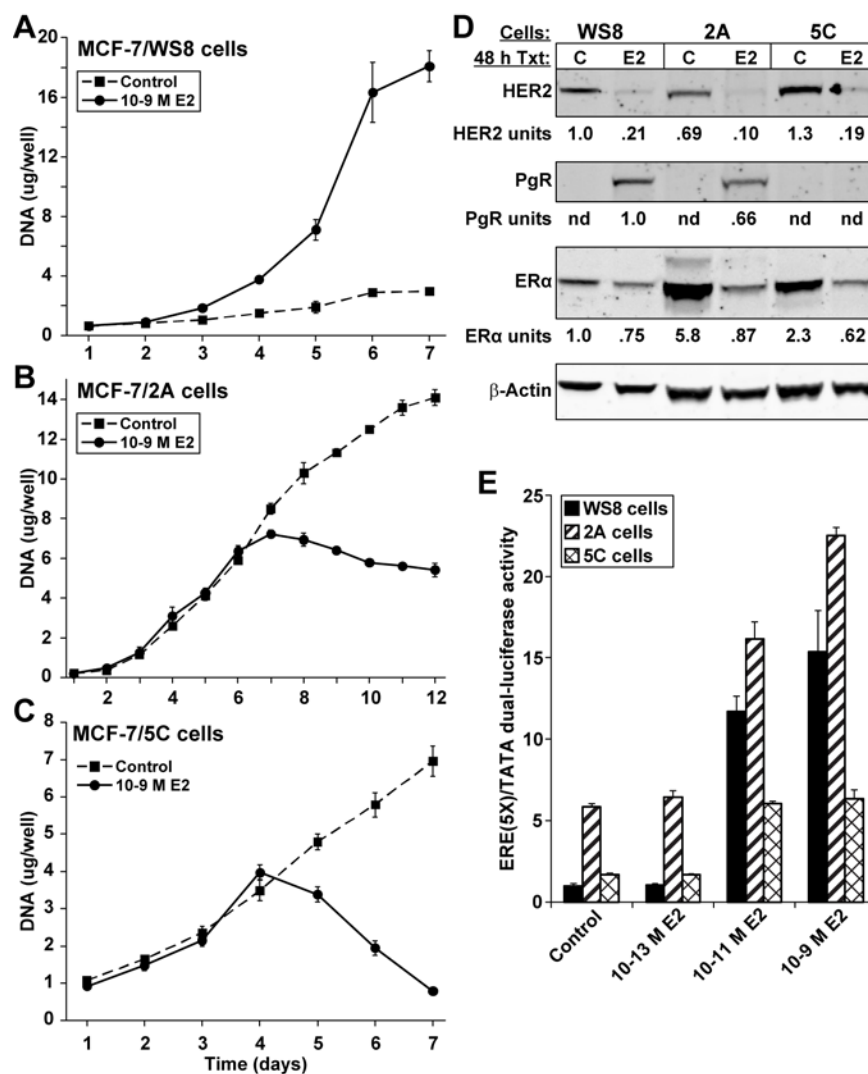 A
MCF-7/WS8 cells
Control
10-9 M E2
DNA (ug/well)
20
16
12
8
4
0
1 2 3 4 5 6 7
B
MCF-7/2A cells
Control
10-9 M E2
DNA (ug/well)
14
12
10
8
6
4
2
0
2 4 6 8 10 12
C
MCF-7/5C cells
Control
10-9 M E2
DNA (ug/well)
7
6
5
4
3
2
1
0
1 2 3 4 5 6 7
Time (days)
D
Cells: WS8 2A 5C
48 h Txt: C E2 C E2 C E2
HER2
HER2 units 1.0 .21 .69 .10 1.3 .19
PgR
PgR units nd 1.0 nd .66 nd nd
ERα
ERα units 1.0 .75 5.8 .87 2.3 .62
β-Actin
E
WS8 cells
2A cells
5C cells
ERE(5X)/TATA dual-luciferase activity
25
20
15
10
5
0
Control
10-13 M E2
10-11 M E2
10-9 M E2